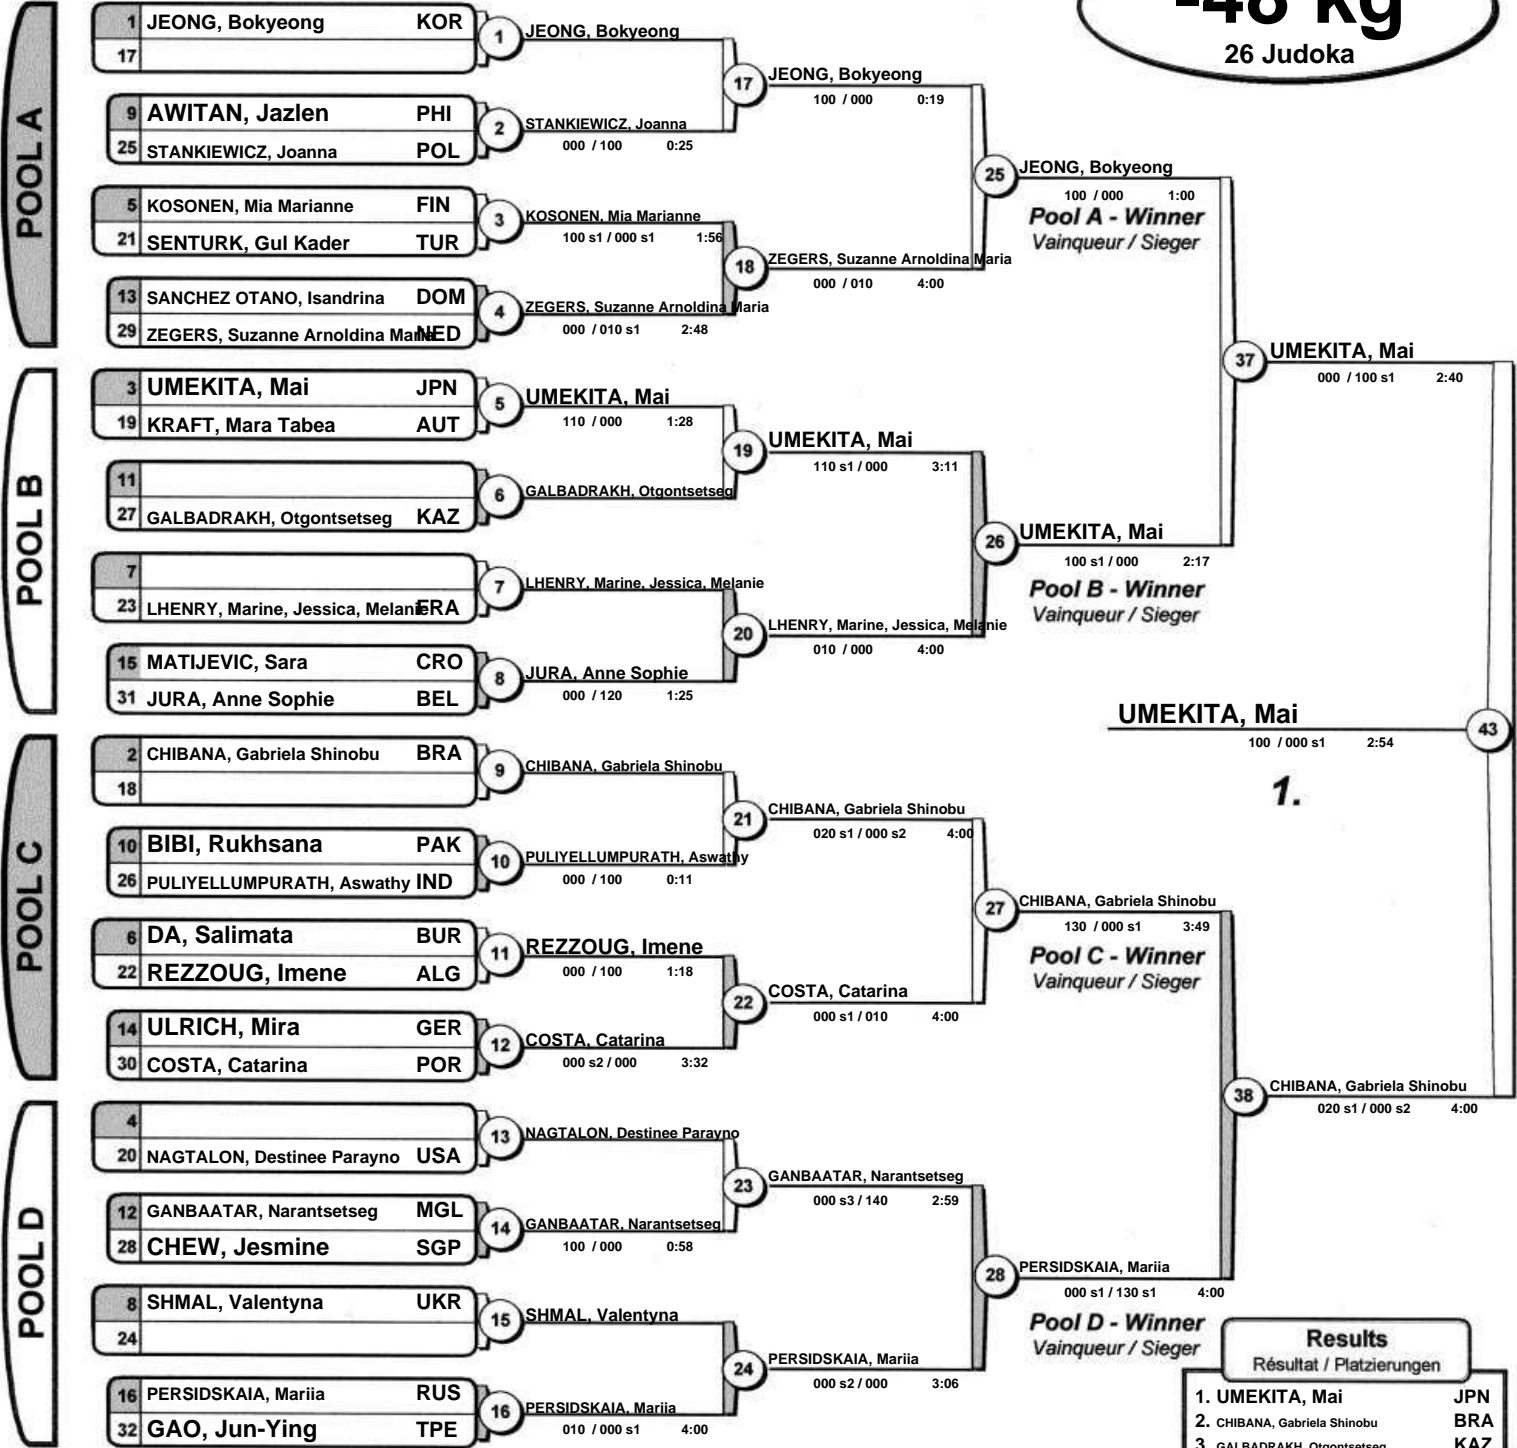 -48 kg
26 Judoka
POOL A
1 JEONG, Bokyeong KOR
17
9 AWITAN, Jazlen PHI
25 STANKIEWICZ, Joanna POL
5 KOSONEN, Mia Marianne FIN
21 SENTURK, Gul Kader TUR
13 SANCHEZ OTANO, Isandrina DOM
29 ZEGERS, Suzanne Arnoldina Maria NED
POOL B
3 UMEKITA, Mai JPN
19 KRAFT, Mara Tabea AUT
11
27 GALBADRAKH, Otgontsetseg KAZ
7
23 LHENRY, Marine, Jessica, Melanie FRA
15 MATIJEVIC, Sara CRO
31 JURA, Anne Sophie BEL
POOL C
2 CHIBANA, Gabriela Shinobu BRA
18
10 BIBI, Rukhsana PAK
26 PULIYELLUMPURATH, Aswathy IND
6 DA, Salimata BUR
22 REZZOUG, Imene ALG
14 ULRICH, Mira GER
30 COSTA, Catarina POR
POOL D
4
20 NAGTALON, Destinee Parayno USA
12 GANBAATAR, Narantsetseg MGL
28 CHEW, Jesmine SGP
8 SHMAL, Valentyna UKR
24
16 PERSIDSKAIA, Mariia RUS
32 GAO, Jun-Ying TPE
1 JEONG, Bokyeong
2 STANKIEWICZ, Joanna
000 / 100 0:25
3 KOSONEN, Mia Marianne
100 s1 / 000 s1 1:56
4 ZEGERS, Suzanne Arnoldina Maria
000 / 010 s1 2:48
5 UMEKITA, Mai
110 / 000 1:28
6 GALBADRAKH, Otgontsetseg
7 LHENRY, Marine, Jessica, Melanie
8 JURA, Anne Sophie
000 / 120 1:25
9 CHIBANA, Gabriela Shinobu
10 PULIYELLUMPURATH, Aswathy
000 / 100 0:11
11 REZZOUG, Imene
000 / 100 1:18
12 COSTA, Catarina
000 s2 / 000 3:32
13 NAGTALON, Destinee Parayno
14 GANBAATAR, Narantsetseg
100 / 000 0:58
15 SHMAL, Valentyna
16 PERSIDSKAIA, Mariia
010 / 000 s1 4:00
17 JEONG, Bokyeong
100 / 000 0:19
18 ZEGERS, Suzanne Arnoldina Maria
000 / 010 4:00
19 UMEKITA, Mai
110 s1 / 000 3:11
20 LHENRY, Marine, Jessica, Melanie
010 / 000 4:00
21 CHIBANA, Gabriela Shinobu
020 s1 / 000 s2 4:00
22 COSTA, Catarina
000 s1 / 010 4:00
23 GANBAATAR, Narantsetseg
000 s3 / 140 2:59
24 PERSIDSKAIA, Mariia
000 s2 / 000 3:06
25 JEONG, Bokyeong
100 / 000 1:00
Pool A - Winner
Vainqueur / Sieger
26 UMEKITA, Mai
100 s1 / 000 2:17
Pool B - Winner
Vainqueur / Sieger
27 CHIBANA, Gabriela Shinobu
130 / 000 s1 3:49
Pool C - Winner
Vainqueur / Sieger
28 PERSIDSKAIA, Mariia
000 s1 / 130 s1 4:00
Pool D - Winner
Vainqueur / Sieger
37 UMEKITA, Mai
000 / 100 s1 2:40
38 CHIBANA, Gabriela Shinobu
020 s1 / 000 s2 4:00
UMEKITA, Mai 43
100 / 000 s1 2:54
1.
Results
Résultat / Platzierungen
1. UMEKITA, Mai JPN
2. CHIBANA, Gabriela Shinobu BRA
3. GALBADRAKH, Otgontsetseg KAZ